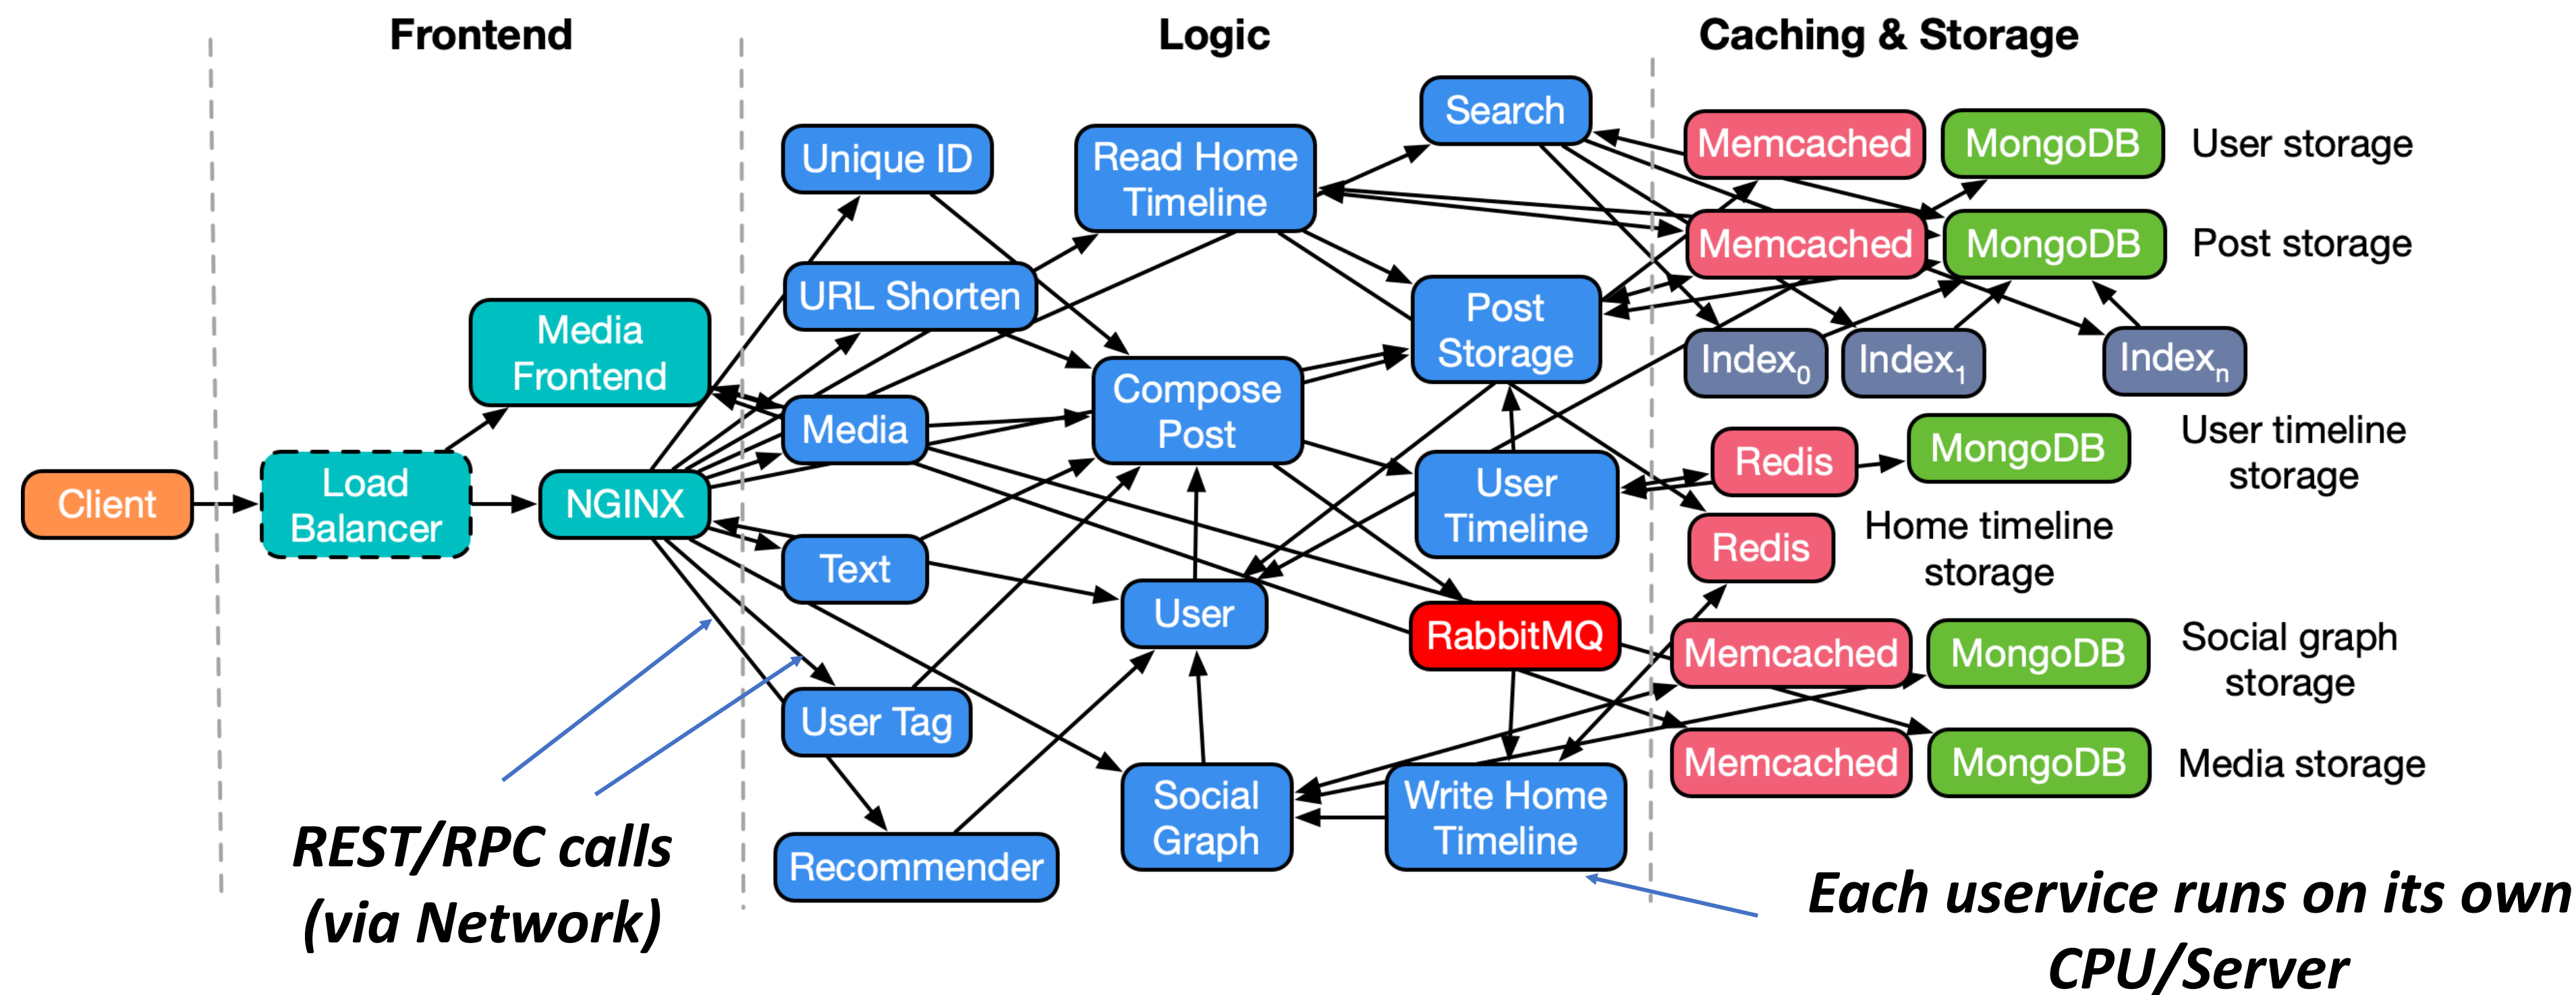 Frontend
Logic
Caching & Storage
Client
Load
Balancer
Media
Frontend
NGINX
Unique ID
URL Shorten
Media
Text
User Tag
Recommender
Read Home
Timeline
Compose
Post
User
Social
Graph
Search
Post
Storage
User
Timeline
RabbitMQ
Write Home
Timeline
Memcached
MongoDB
User storage
Memcached
MongoDB
Post storage
Index0
Index1
Indexn
Redis
MongoDB
User timeline
storage
Redis
Home timeline
storage
Memcached
MongoDB
Social graph
storage
Memcached
MongoDB
Media storage
REST/RPC calls
(via Network)
Each uservice runs on its own
CPU/Server